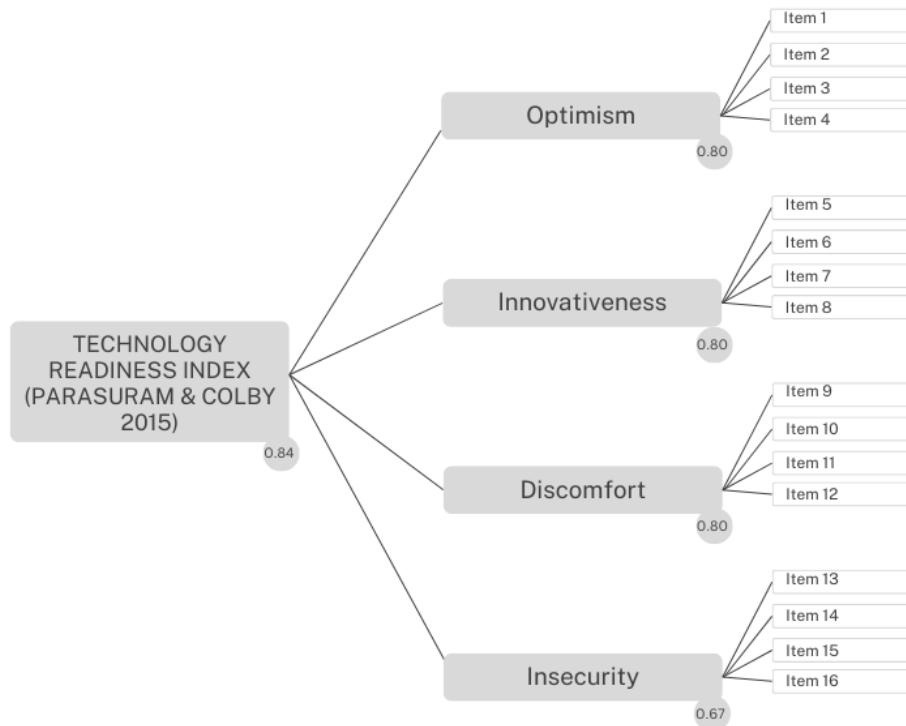 Item 1
Item 2
Optimism
Item 3
Item 4
0.80
Item 5
Item 6
Innovativeness
Item 7
Item 8
0.80
TECHNOLOGY
READINESS INDEX
(PARASURAM & COLBY
2015)
0.84
Item 9
Item 10
Discomfort
Item 11
Item 12
0.80
Item 13
Item 14
Insecurity
Item 15
Item 16
0.67